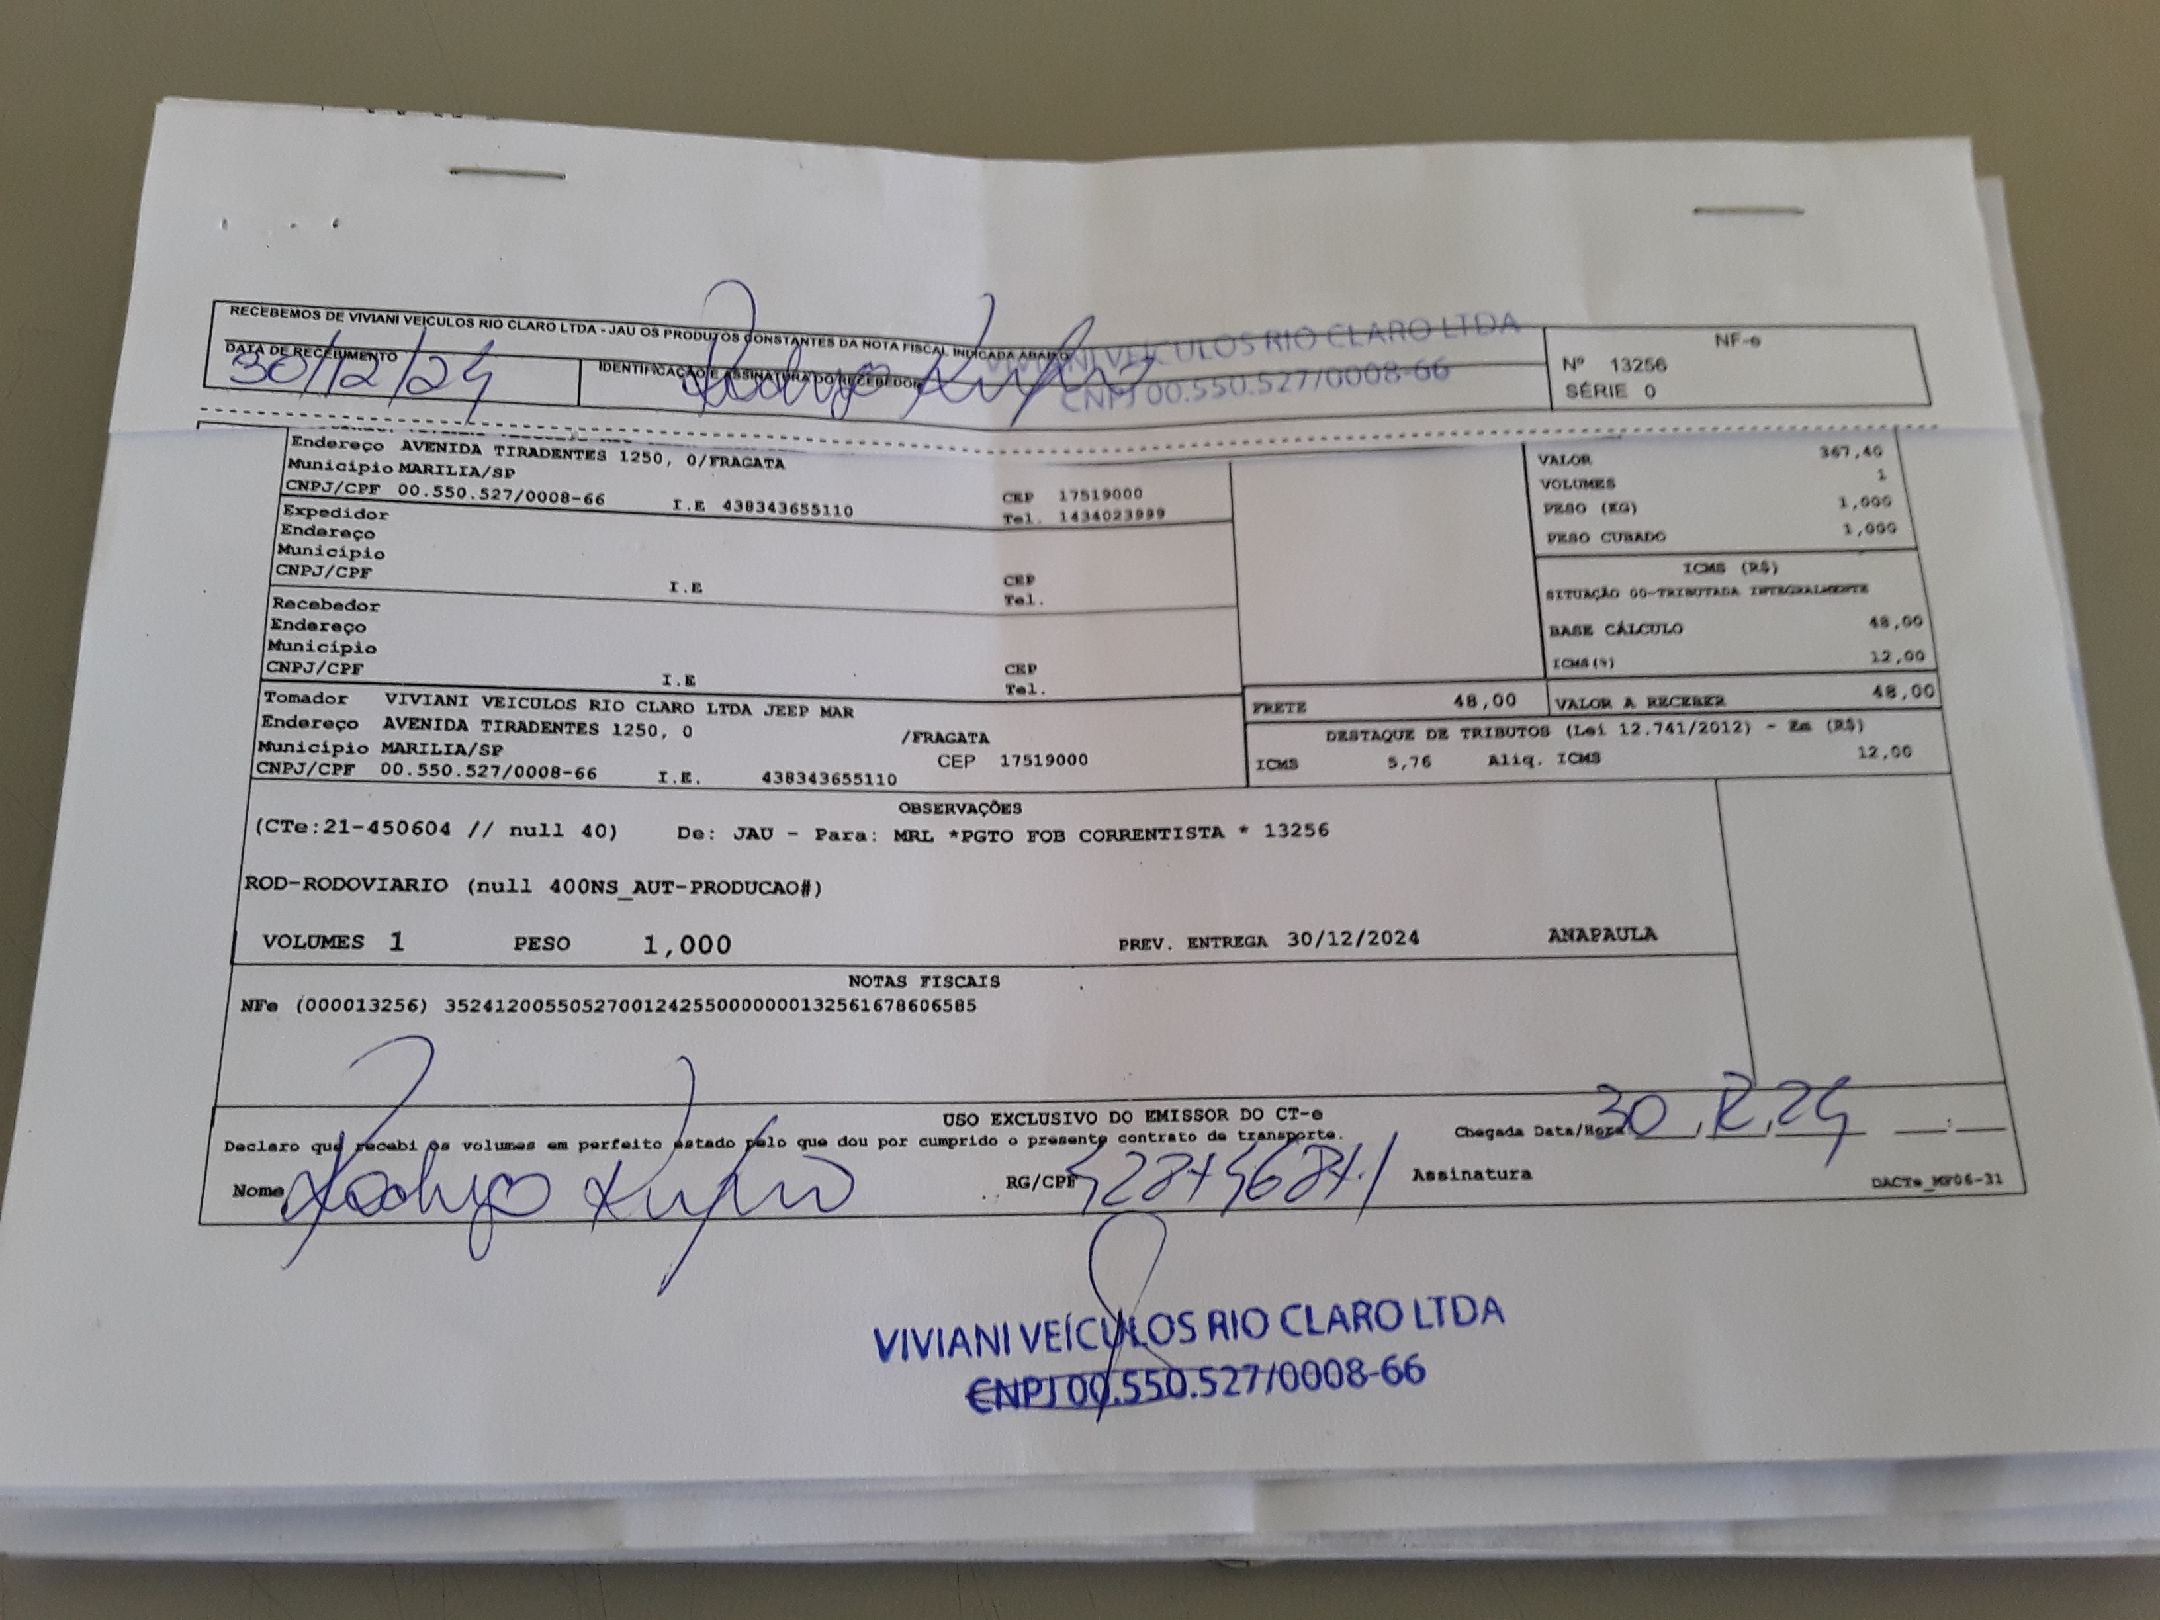 RECEBEMOS DE VIVIANI VEICULOS RIO CLARO LTDA - JAU OS PRODUTOS CONSTANTES DA NOTA FISCAL INDICADA ABAIXO
DATA DE RECEBIMENTO
30/12/24
IDENTIFICAÇÃO E ASSINATURA DO RECEBEDOR
VIVIANI VEÍCULOS RIO CLARO LTDA
CNPJ 00.550.527/0008-66
NF-e
Nº 13256
SÉRIE 0
Endereço AVENIDA TIRADENTES 1250, 0/FRAGATA
Município MARILIA/SP
CNPJ/CPF 00.550.527/0008-66 I.E 438343655110
CEP 17519000
Tel. 1434023999
Expedidor
Endereço
Município
CNPJ/CPF I.E
CEP
Tel.
Recebedor
Endereço
Município
CNPJ/CPF I.E
CEP
Tel.
Tomador VIVIANI VEICULOS RIO CLARO LTDA JEEP MAR
Endereço AVENIDA TIRADENTES 1250, 0 /FRAGATA
Município MARILIA/SP CEP 17519000
CNPJ/CPF 00.550.527/0008-66 I.E. 438343655110
VALOR 367,40
VOLUMES 1
PESO (KG) 1,000
PESO CUBADO 1,000
ICMS (R$)
SITUAÇÃO 00-TRIBUTADA INTEGRALMENTE
BASE CÁLCULO 48,00
ICMS(%) 12,00
FRETE 48,00 VALOR A RECEBER 48,00
DESTAQUE DE TRIBUTOS (Lei 12.741/2012) - Em (R$)
ICMS 5,76 Aliq. ICMS 12,00
OBSERVAÇÕES
(CTe:21-450604 // null 40) De: JAU - Para: MRL *PGTO FOB CORRENTISTA * 13256
ROD-RODOVIARIO (null 400NS_AUT-PRODUCAO#)
VOLUMES 1 PESO 1,000 PREV. ENTREGA 30/12/2024 ANAPAULA
NOTAS FISCAIS
NFe (000013256) 35241200550527001242550000000132561678606585
USO EXCLUSIVO DO EMISSOR DO CT-e
Declaro que recebi os volumes em perfeito estado pelo que dou por cumprido o presente contrato de transporte.
Chegada Data/Hora 30 / 12 / 24 :
Nome Rodrigo
RG/CPF
Assinatura
DACTe_MF06-31
VIVIANI VEÍCULOS RIO CLARO LTDA
CNPJ 00.550.527/0008-66